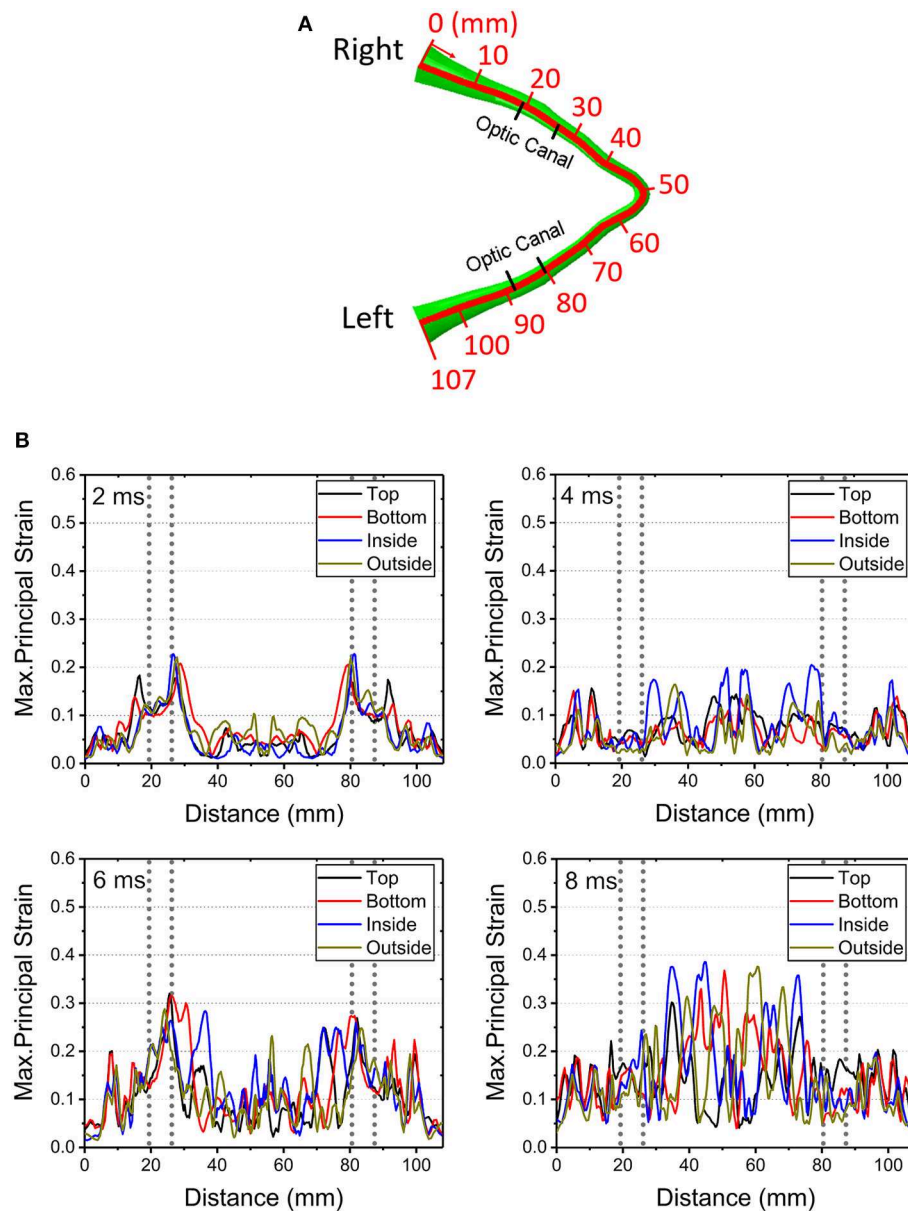 A
0 (mm)
Right
10
20
30
Optic Canal
40
50
60
Optic Canal
70
80
Left
90
100
107
B
2 ms
Top
Bottom
Inside
Outside
Max.Principal Strain
0.6
0.5
0.4
0.3
0.2
0.1
0.0
0 20 40 60 80 100
Distance (mm)
4 ms
Top
Bottom
Inside
Outside
Max.Principal Strain
0.6
0.5
0.4
0.3
0.2
0.1
0.0
0 20 40 60 80 100
Distance (mm)
6 ms
Top
Bottom
Inside
Outside
Max.Principal Strain
0.6
0.5
0.4
0.3
0.2
0.1
0.0
0 20 40 60 80 100
Distance (mm)
8 ms
Top
Bottom
Inside
Outside
Max.Principal Strain
0.6
0.5
0.4
0.3
0.2
0.1
0.0
0 20 40 60 80 100
Distance (mm)